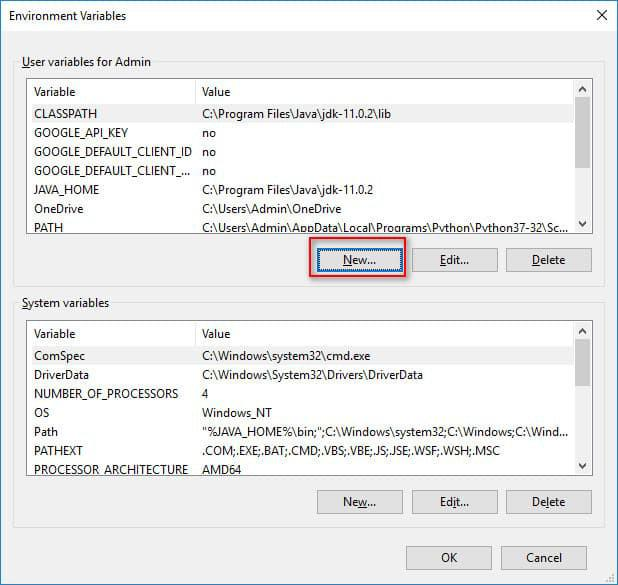 Environment Variables
User variables for Admin
Variable Value
CLASSPATH C:\Program Files\Java\jdk-11.0.2\lib
GOOGLE_API_KEY no
GOOGLE_DEFAULT_CLIENT_ID no
GOOGLE_DEFAULT_CLIENT_... no
JAVA_HOME C:\Program Files\Java\jdk-11.0.2
OneDrive C:\Users\Admin\OneDrive
PATH C:\Users\Admin\AppData\Local\Programs\Python\Python37-32\Sc...
New... Edit... Delete
System variables
Variable Value
ComSpec C:\Windows\system32\cmd.exe
DriverData C:\Windows\System32\Drivers\DriverData
NUMBER_OF_PROCESSORS 4
OS Windows_NT
Path "%JAVA_HOME%\bin;";C:\Windows\system32;C:\Windows;C:\Wind...
PATHEXT .COM;.EXE;.BAT;.CMD;.VBS;.VBE;.JS;.JSE;.WSF;.WSH;.MSC
PROCESSOR_ARCHITECTURE AMD64
New... Edit... Delete
OK Cancel